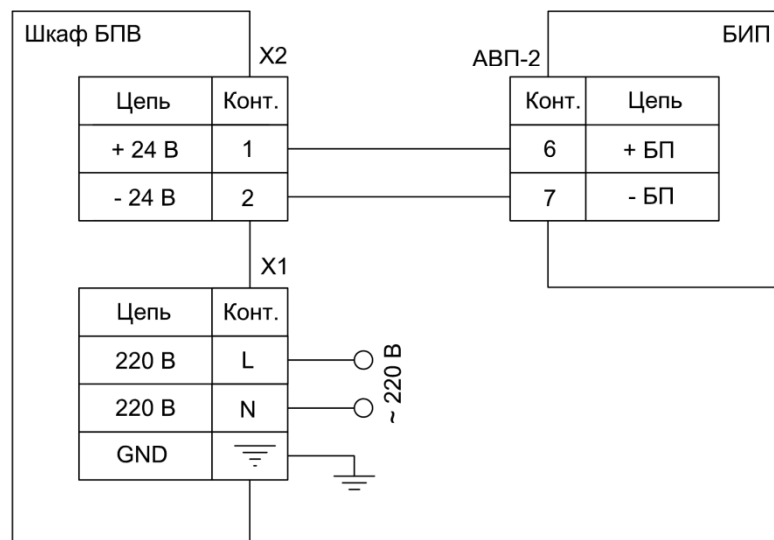 Шкаф БПВ
X2
Цепь Конт.
+ 24 В 1
- 24 В 2
АВП-2
БИП
Конт. Цепь
6 + БП
7 - БП
X1
Цепь Конт.
220 В L
220 В N
GND
~ 220 В